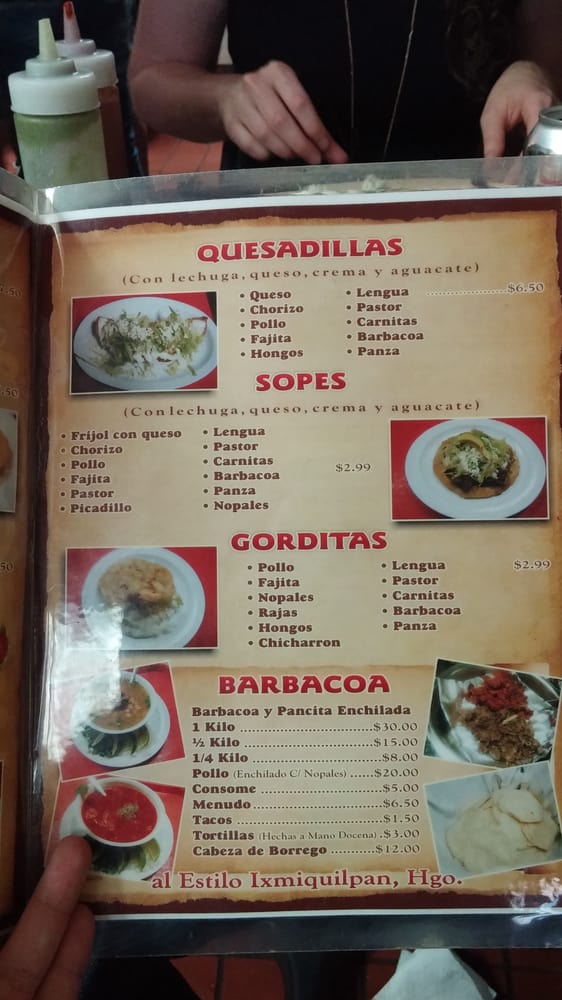 QUESADILLAS
(Con lechuga, queso, crema y aguacate)
• Queso
• Chorizo
• Pollo
• Fajita
• Hongos
• Lengua ....................$6.50
• Pastor
• Carnitas
• Barbacoa
• Panza
SOPES
(Con lechuga, queso, crema y aguacate)
• Frijol con queso
• Chorizo
• Pollo
• Fajita
• Pastor
• Picadillo
• Lengua
• Pastor
• Carnitas
• Barbacoa
• Panza
• Nopales
$2.99
GORDITAS
• Pollo
• Fajita
• Nopales
• Rajas
• Hongos
• Chicharron
• Lengua
• Pastor
• Carnitas
• Barbacoa
• Panza
$2.99
BARBACOA
Barbacoa y Pancita Enchilada
1 Kilo ..............................$30.00
½ Kilo .............................$15.00
1/4 Kilo ............................$8.00
Pollo (Enchilado C/ Nopales) ......$20.00
Consome ..........................$5.00
Menudo ...........................$6.50
Tacos ..............................$1.50
Tortillas (Hechas a Mano Docena) .$3.00
Cabeza de Borrego ..........$12.00
al Estilo Ixmiquilpan, Hgo.